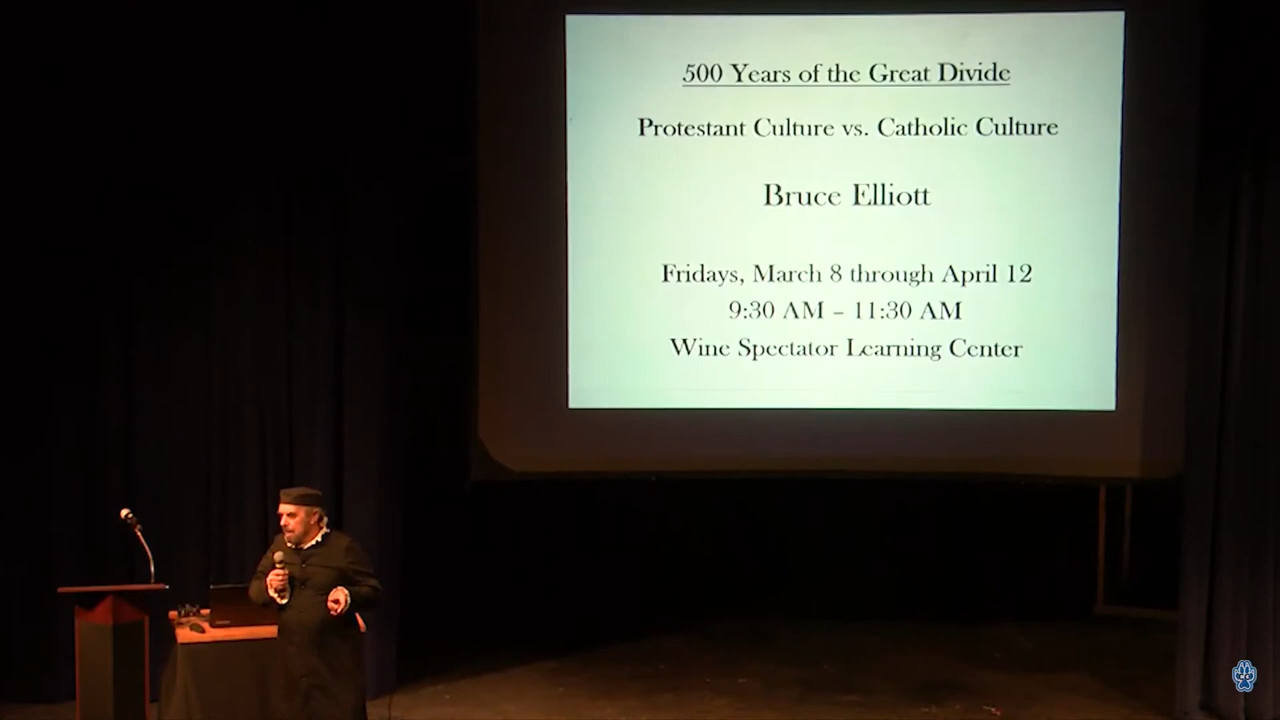 500 Years of the Great Divide
Protestant Culture vs. Catholic Culture
Bruce Elliott
Fridays, March 8 through April 12
9:30 AM – 11:30 AM
Wine Spectator Learning Center